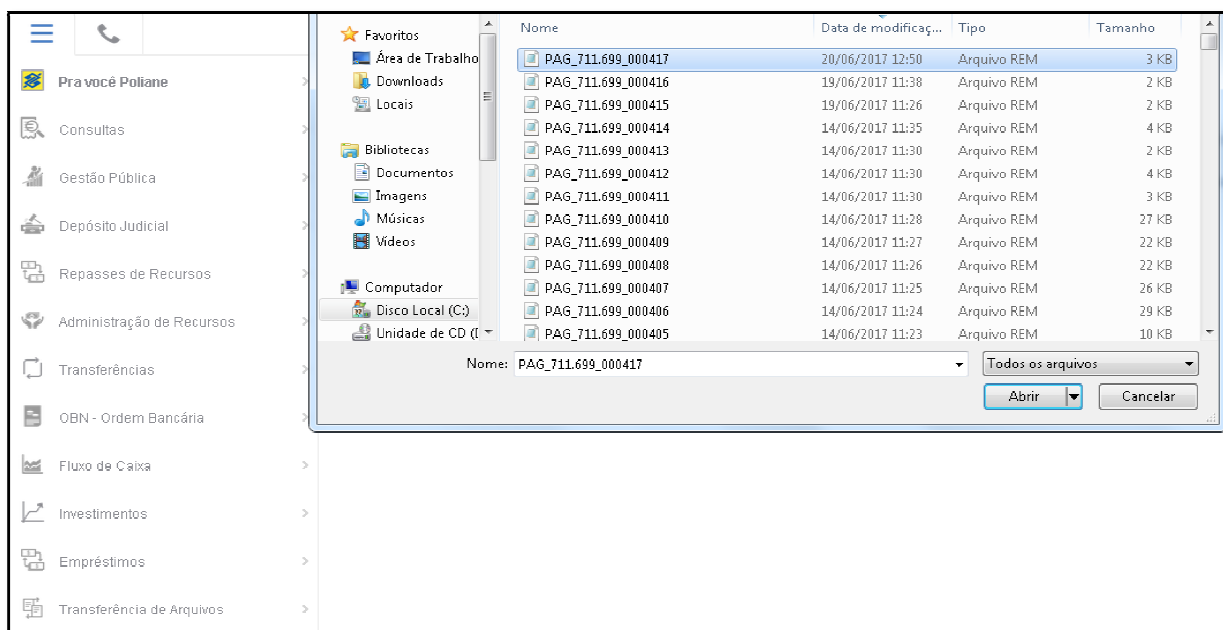 Pra você Poliane
Consultas
Gestão Pública
Depósito Judicial
Repasses de Recursos
Administração de Recursos
Transferências
OBN - Ordem Bancária
Fluxo de Caixa
Investimentos
Empréstimos
Transferência de Arquivos
Favoritos
Área de Trabalho
Downloads
Locais
Bibliotecas
Documentos
Imagens
Músicas
Vídeos
Computador
Disco Local (C:)
Unidade de CD (
Nome Data de modificaç... Tipo Tamanho
PAG_711.699_000417 20/06/2017 12:50 Arquivo REM 3 KB
PAG_711.699_000416 19/06/2017 11:38 Arquivo REM 2 KB
PAG_711.699_000415 19/06/2017 11:26 Arquivo REM 2 KB
PAG_711.699_000414 14/06/2017 11:35 Arquivo REM 4 KB
PAG_711.699_000413 14/06/2017 11:30 Arquivo REM 2 KB
PAG_711.699_000412 14/06/2017 11:30 Arquivo REM 4 KB
PAG_711.699_000411 14/06/2017 11:30 Arquivo REM 3 KB
PAG_711.699_000410 14/06/2017 11:28 Arquivo REM 27 KB
PAG_711.699_000409 14/06/2017 11:27 Arquivo REM 22 KB
PAG_711.699_000408 14/06/2017 11:26 Arquivo REM 22 KB
PAG_711.699_000407 14/06/2017 11:25 Arquivo REM 26 KB
PAG_711.699_000406 14/06/2017 11:24 Arquivo REM 29 KB
PAG_711.699_000405 14/06/2017 11:23 Arquivo REM 10 KB
Nome: PAG_711.699_000417 Todos os arquivos
Abrir Cancelar